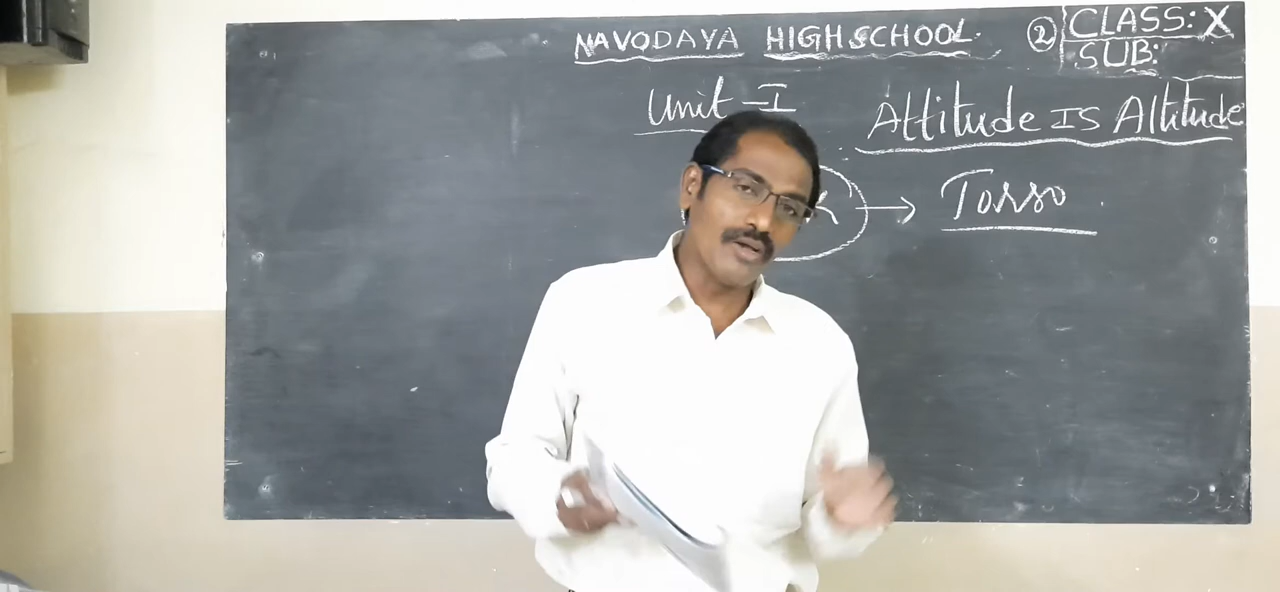 NAVODAYA HIGHSCHOOL.
② CLASS: X
SUB:
Unit-I
Attitude IS Altitude
→ Torso